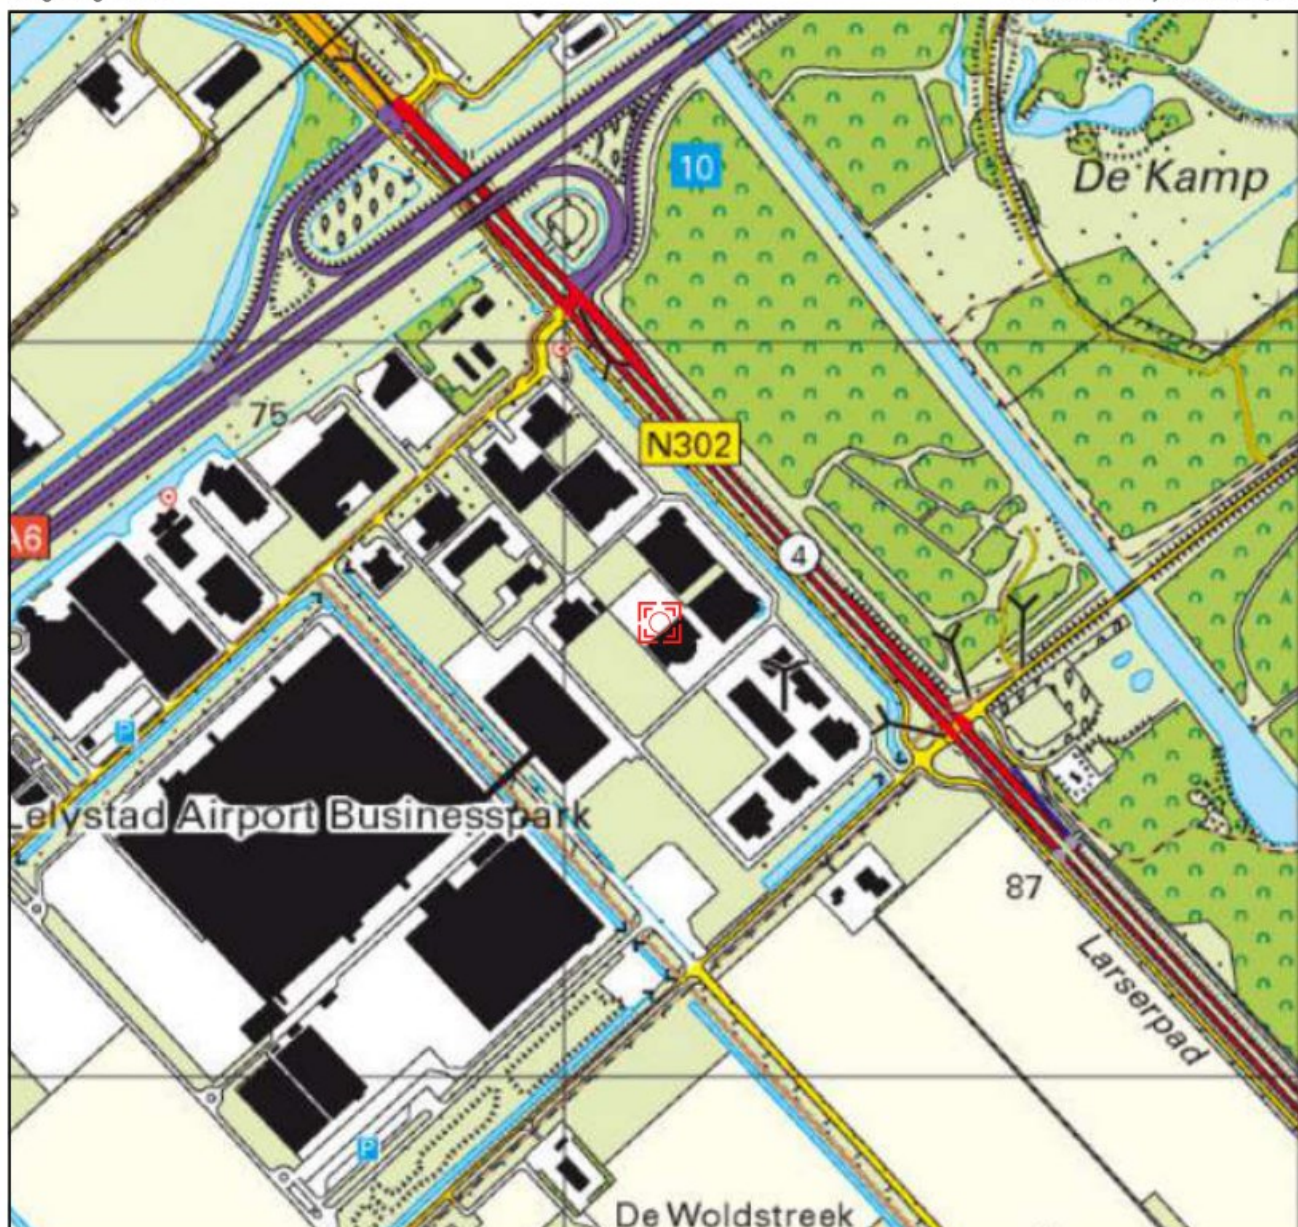 10
De Kamp
75
N302
A6
4
P
Lelystad Airport Businesspark
87
Larserpad
P
De Woldstreek